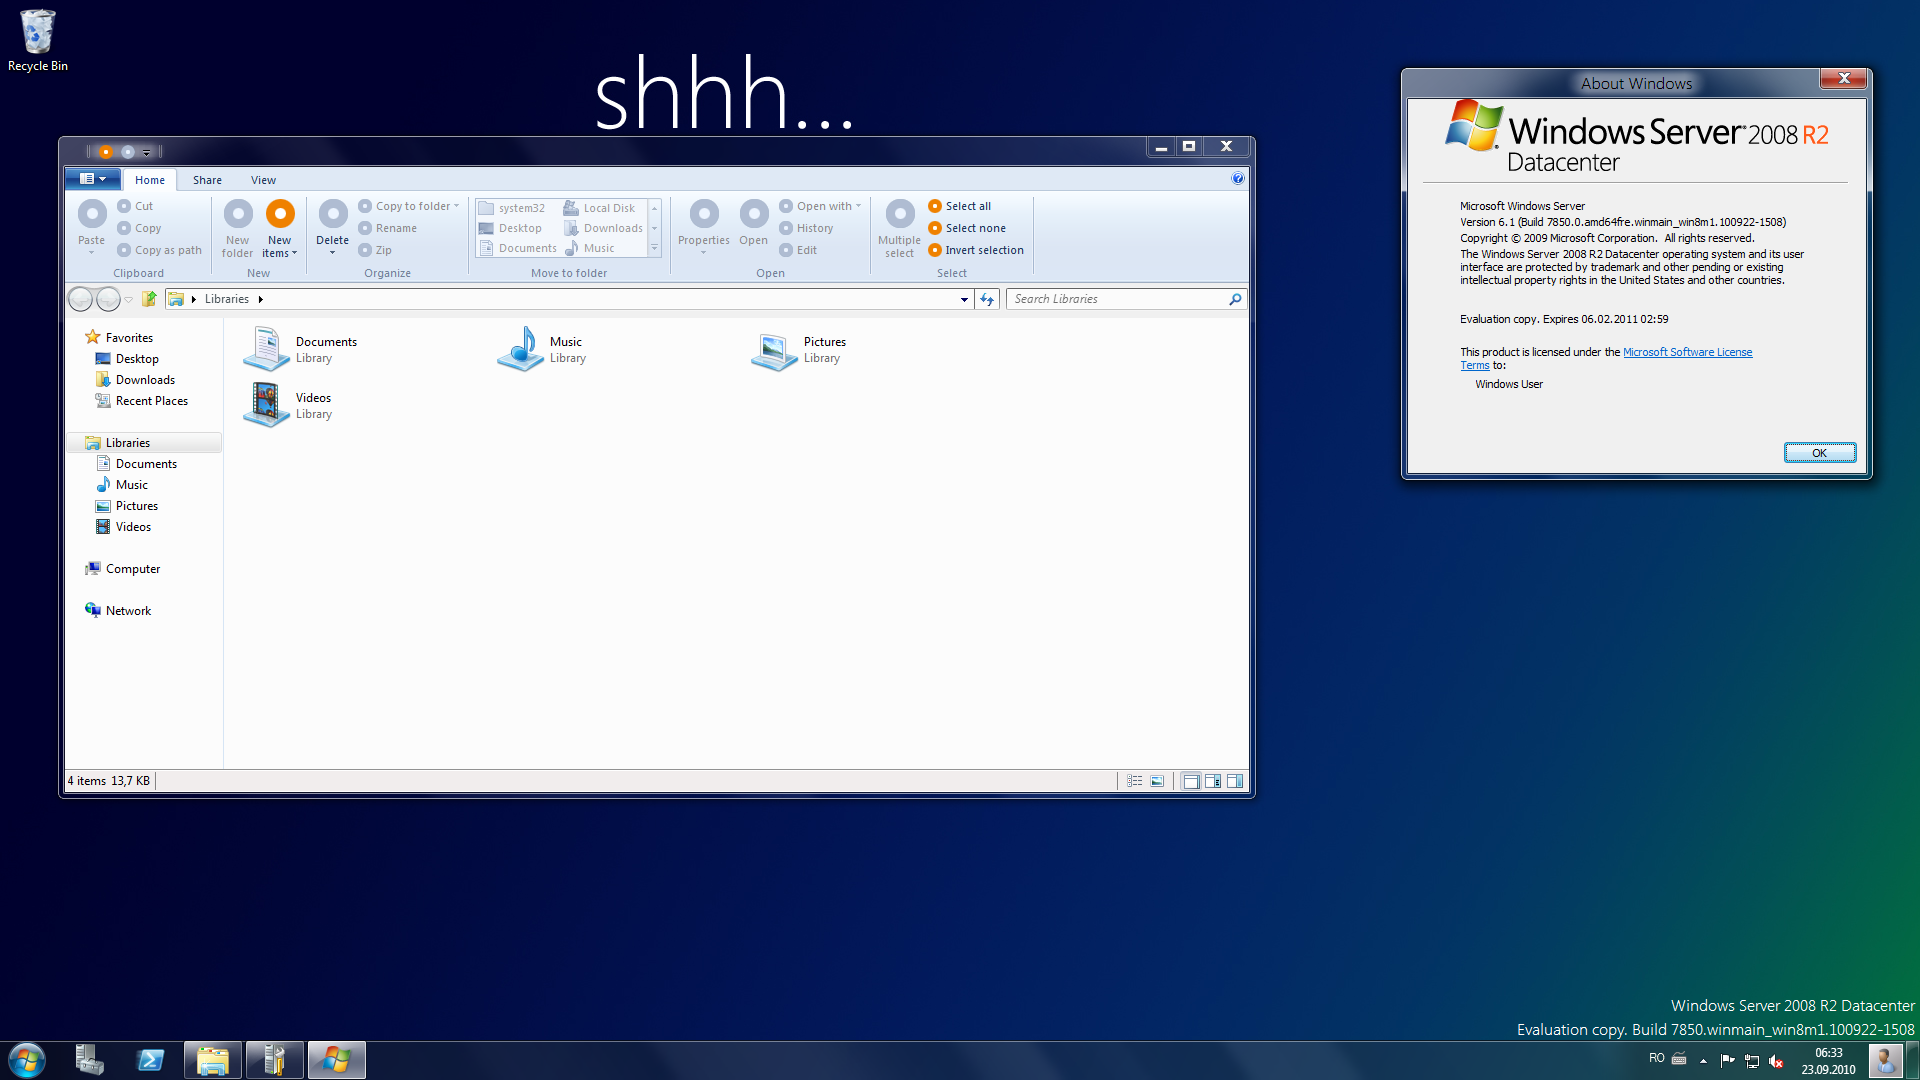 Recycle Bin
shhh...
Home Share View
Paste
Cut
Copy
Copy as path
Clipboard
New folder
New items
New
Delete
Copy to folder
Rename
Zip
Organize
system32 Local Disk
Desktop Downloads
Documents Music
Move to folder
Properties
Open
Open with
History
Edit
Open
Multiple select
Select all
Select none
Invert selection
Select
Libraries
Search Libraries
Favorites
Desktop
Downloads
Recent Places
Libraries
Documents
Music
Pictures
Videos
Computer
Network
Documents
Library
Music
Library
Pictures
Library
Videos
Library
4 items 13,7 KB
About Windows
Windows Server 2008 R2
Datacenter
Microsoft Windows Server
Version 6.1 (Build 7850.0.amd64fre.winmain_win8m1.100922-1508)
Copyright © 2009 Microsoft Corporation. All rights reserved.
The Windows Server 2008 R2 Datacenter operating system and its user
interface are protected by trademark and other pending or existing
intellectual property rights in the United States and other countries.
Evaluation copy. Expires 06.02.2011 02:59
This product is licensed under the Microsoft Software License
Terms to:
Windows User
OK
Windows Server 2008 R2 Datacenter
Evaluation copy. Build 7850.winmain_win8m1.100922-1508
RO
06:33
23.09.2010